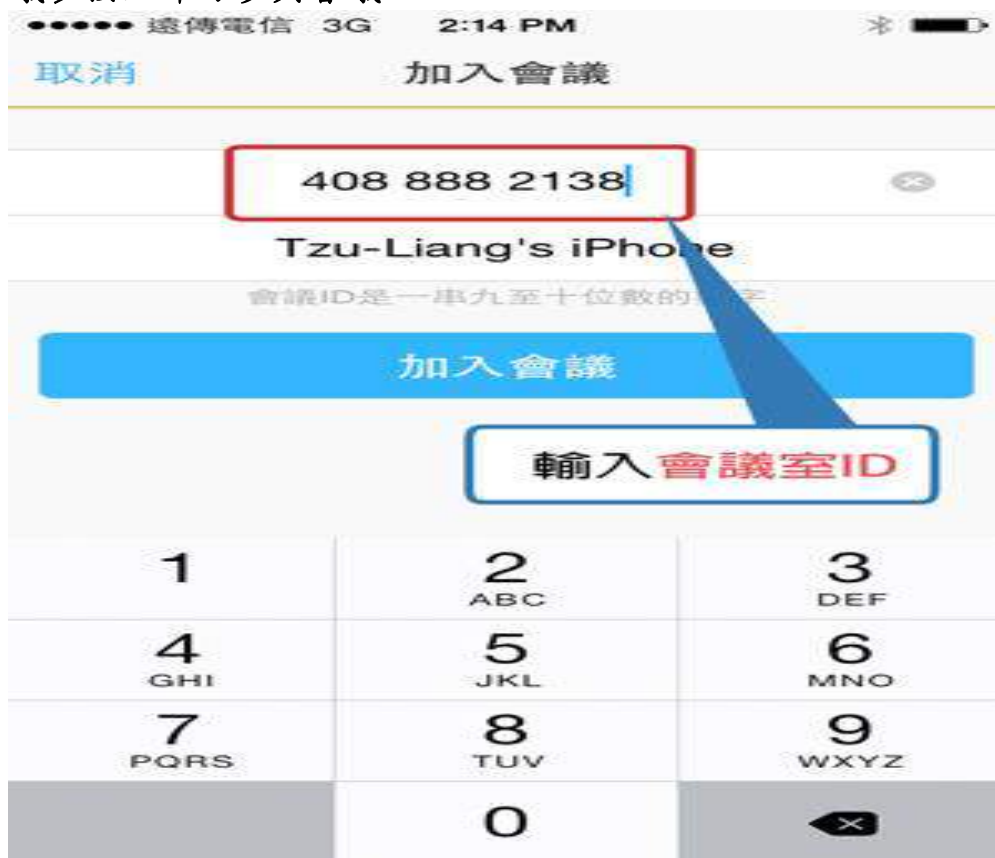 遠傳電信 3G 2:14 PM
取消 加入會議
408 888 2138
Tzu-Liang's iPhone
會議ID是一串九至十位數的 字
加入會議
輸入會議室ID
1 2 3
ABC DEF
4 5 6
GHI JKL MNO
7 8 9
PQRS TUV WXYZ
0